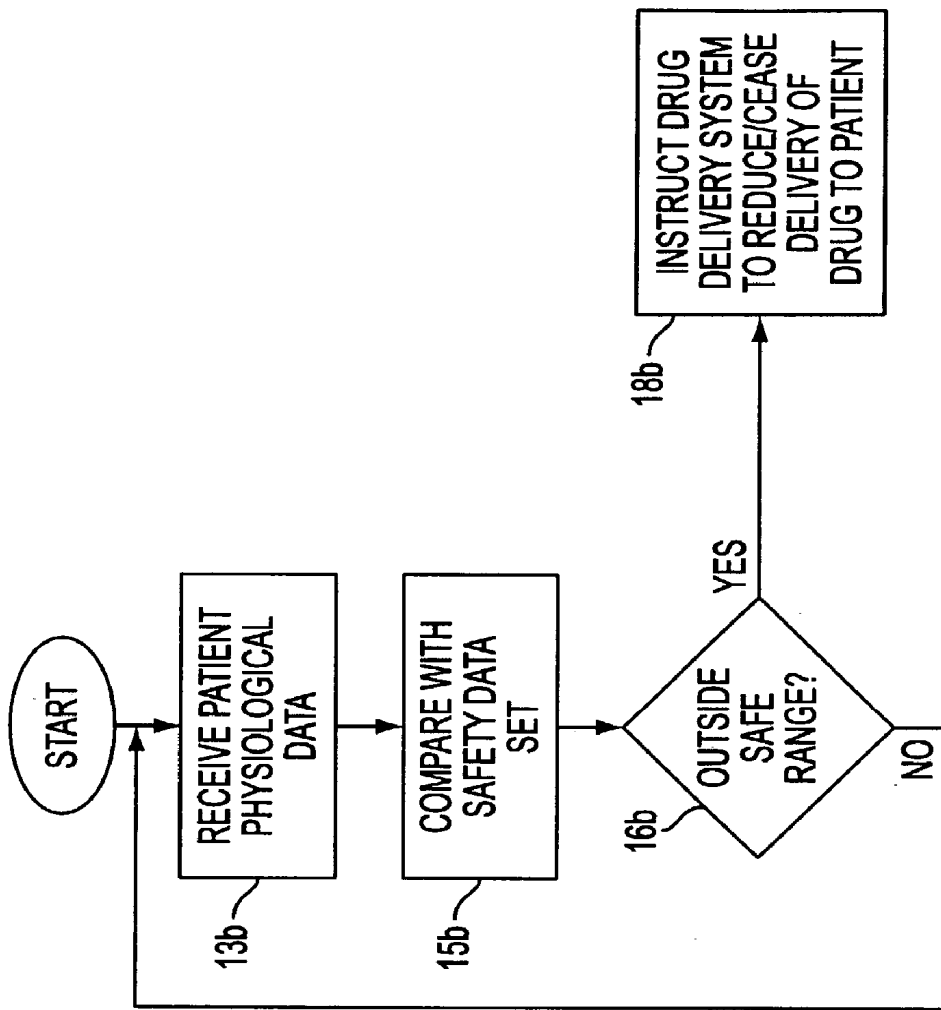 START
RECEIVE PATIENT
PHYSIOLOGICAL
DATA
13b
COMPARE WITH
SAFETY DATA
SET
15b
OUTSIDE
SAFE
RANGE?
16b
YES
NO
INSTRUCT DRUG
DELIVERY SYSTEM
TO REDUCE/CEASE
DELIVERY OF
DRUG TO PATIENT
18b